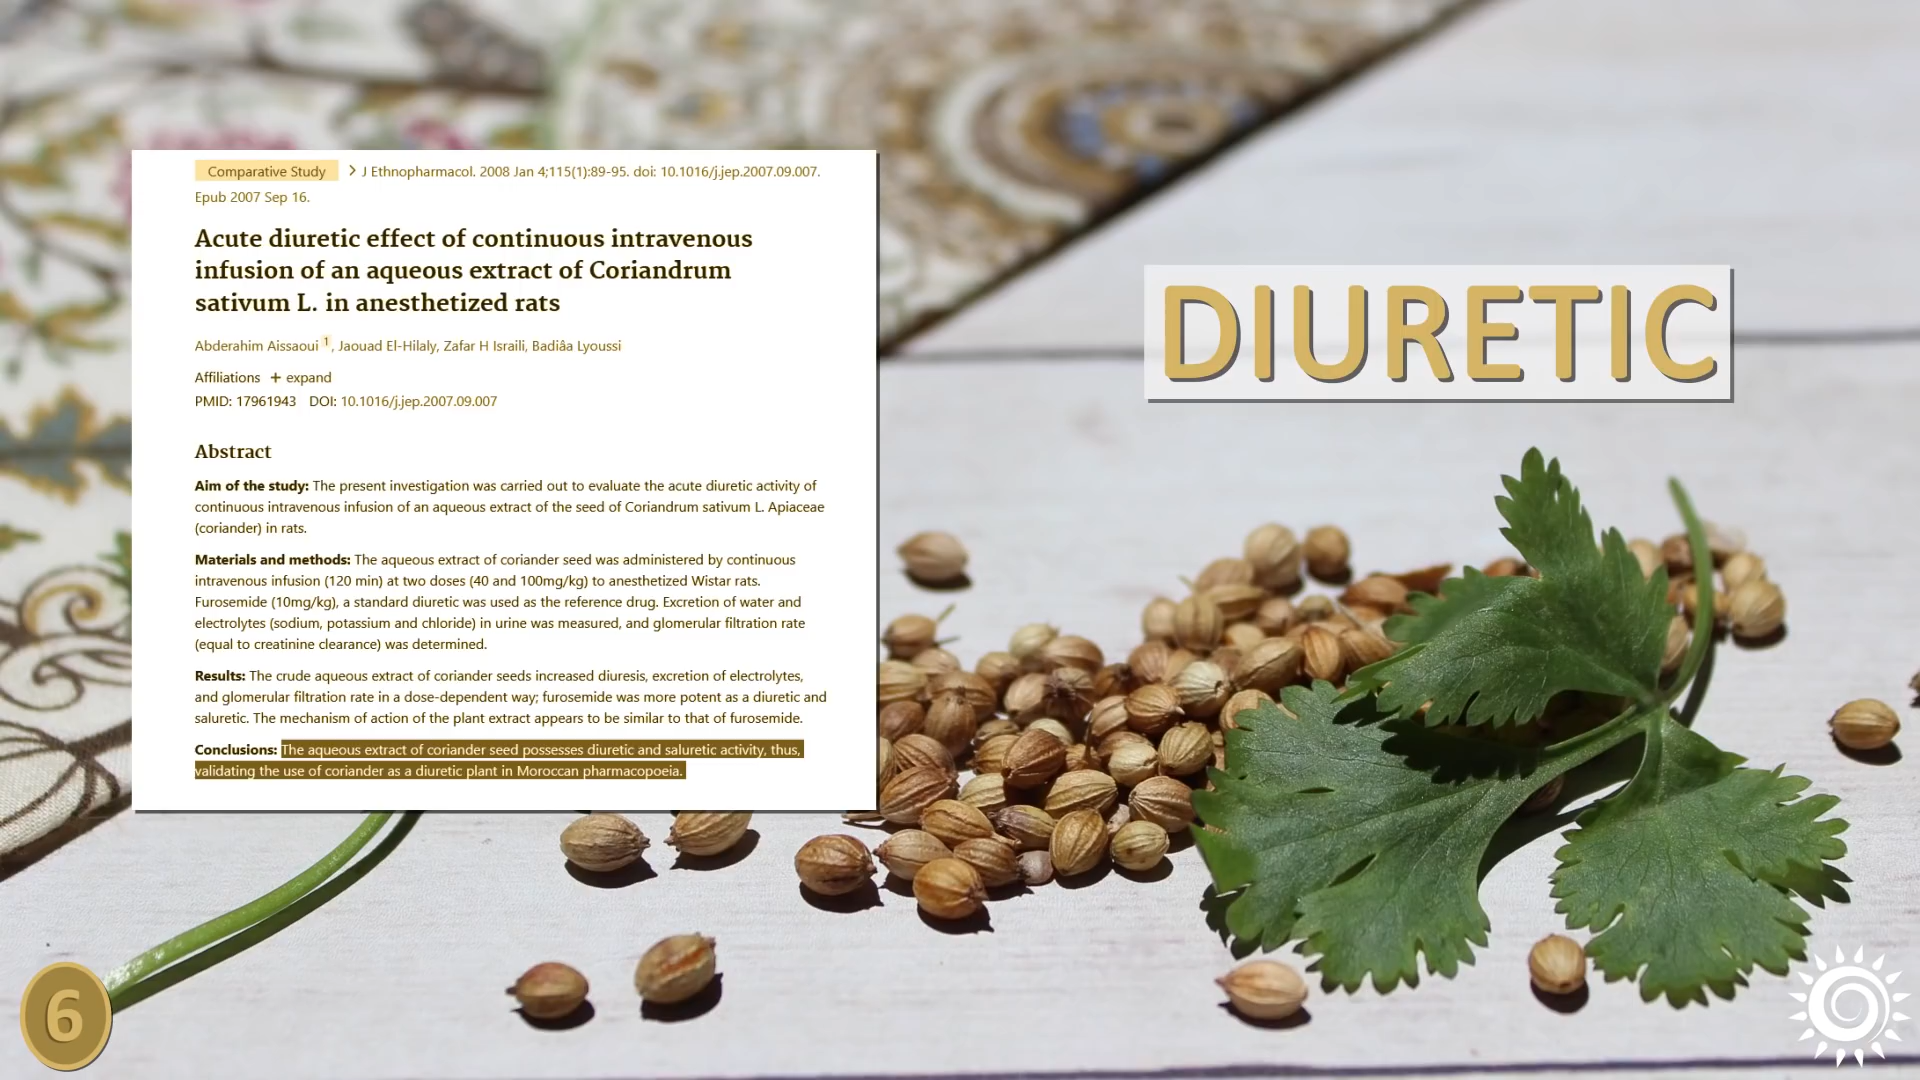 Comparative Study > J Ethnopharmacol. 2008 Jan 4;115(1):89-95. doi: 10.1016/j.jep.2007.09.007.
Epub 2007 Sep 16.
Acute diuretic effect of continuous intravenous
infusion of an aqueous extract of Coriandrum
sativum L. in anesthetized rats
Abderahim Aissaoui 1, Jaouad El-Hilaly, Zafar H Israili, Badiâa Lyoussi
Affiliations + expand
PMID: 17961943 DOI: 10.1016/j.jep.2007.09.007
Abstract
Aim of the study: The present investigation was carried out to evaluate the acute diuretic activity of
continuous intravenous infusion of an aqueous extract of the seed of Coriandrum sativum L. Apiaceae
(coriander) in rats.
Materials and methods: The aqueous extract of coriander seed was administered by continuous
intravenous infusion (120 min) at two doses (40 and 100mg/kg) to anesthetized Wistar rats.
Furosemide (10mg/kg), a standard diuretic was used as the reference drug. Excretion of water and
electrolytes (sodium, potassium and chloride) in urine was measured, and glomerular filtration rate
(equal to creatinine clearance) was determined.
Results: The crude aqueous extract of coriander seeds increased diuresis, excretion of electrolytes,
and glomerular filtration rate in a dose-dependent way; furosemide was more potent as a diuretic and
saluretic. The mechanism of action of the plant extract appears to be similar to that of furosemide.
Conclusions: The aqueous extract of coriander seed possesses diuretic and saluretic activity, thus,
validating the use of coriander as a diuretic plant in Moroccan pharmacopoeia.
DIURETIC
6